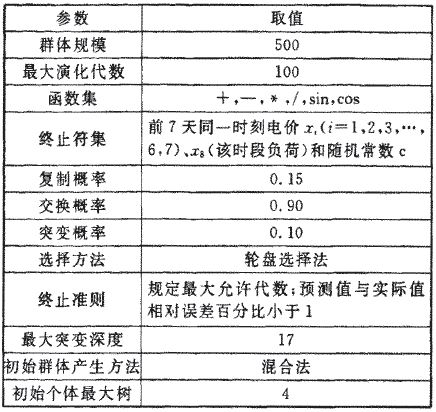 参数 取值
群体规模 500
最大演化代数 100
函数集 +,-,*,/,sin,cos
终止符集 前7天同一时刻电价 x_i(i=1,2,3,…,
6,7)、x_8(该时段负荷)和随机常数 c
复制概率 0.15
交换概率 0.90
突变概率 0.10
选择方法 轮盘选择法
终止准则 规定最大允许代数;预测值与实际值
相对误差百分比小于1
最大突变深度 17
初始群体产生方法 混合法
初始个体最大树 4